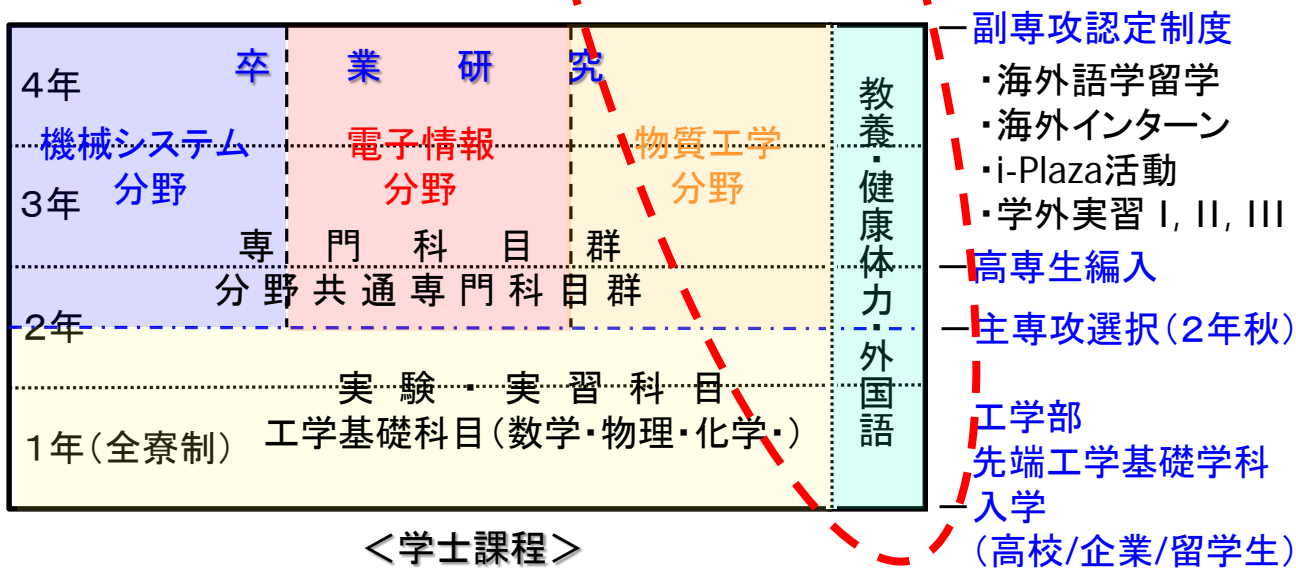 卒業研究
4年
機械システム
分野
電子情報
分野
物質工学
分野
3年
専門科目群
分野共通専門科目群
2年
実験・実習科目
工学基礎科目(数学・物理・化学・)
1年(全寮制)
教養・健康体力・外国語
<学士課程>
副専攻認定制度
・海外語学留学
・海外インターン
・i-Plaza活動
・学外実習 I, II, III
高専生編入
主専攻選択(2年秋)
工学部
先端工学基礎学科
入学
(高校/企業/留学生)